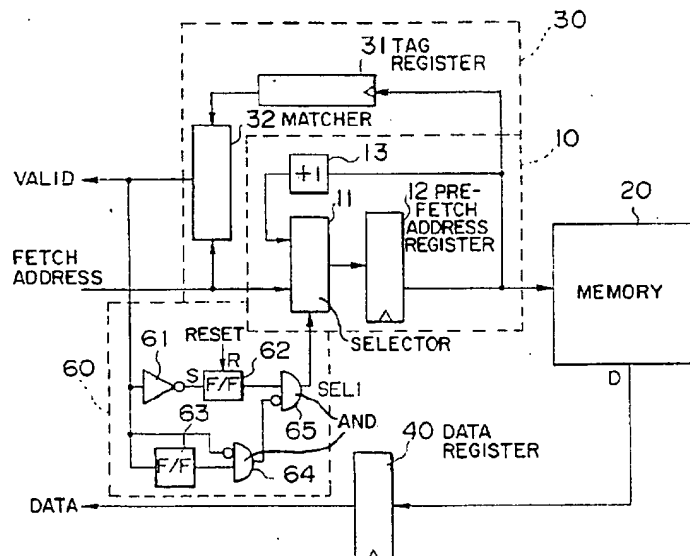 31 TAG
REGISTER
30
32 MATCHER
10
13
+1
VALID
11
12 PRE-
FETCH
ADDRESS
REGISTER
20
FETCH
ADDRESS
MEMORY
SELECTOR
RESET
61
S
R
62
F/F
SEL1
60
D
63
65
AND
40 DATA
REGISTER
F/F
64
DATA